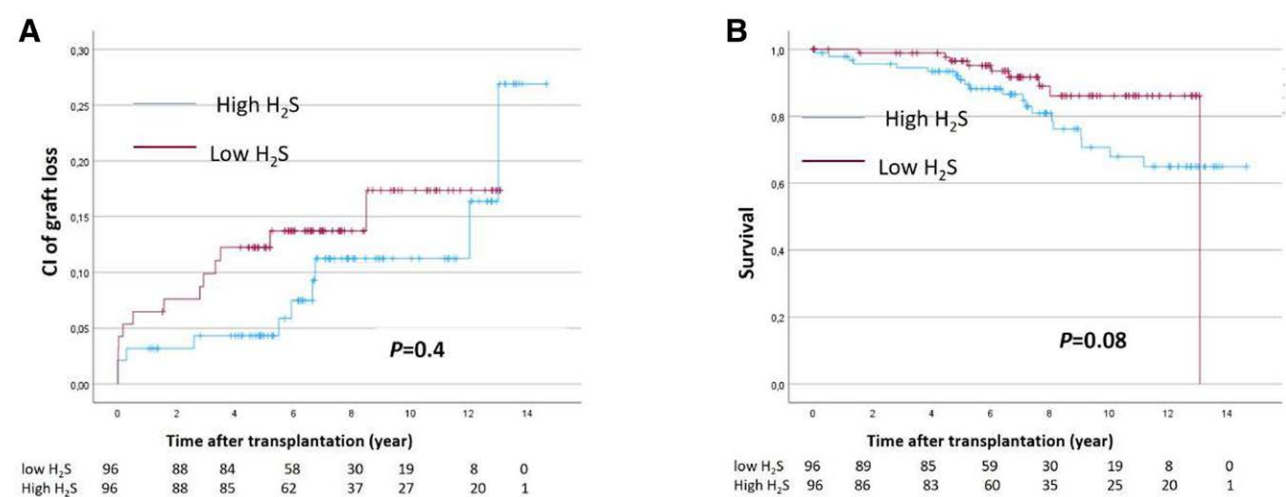 A
CI of graft loss
0,30
0,25
0,20
0,15
0,10
0,05
0,00
High H₂S
Low H₂S
P=0.4
0 2 4 6 8 10 12 14
Time after transplantation (year)
low H₂S 96 88 84 58 30 19 8 0
High H₂S 96 88 85 62 37 27 20 1
B
Survival
1,0
0,8
0,6
0,4
0,2
0,0
High H₂S
Low H₂S
P=0.08
0 2 4 6 8 10 12 14
Time after transplantation (year)
low H₂S 96 89 85 59 30 19 8 0
High H₂S 96 86 83 60 35 25 20 1